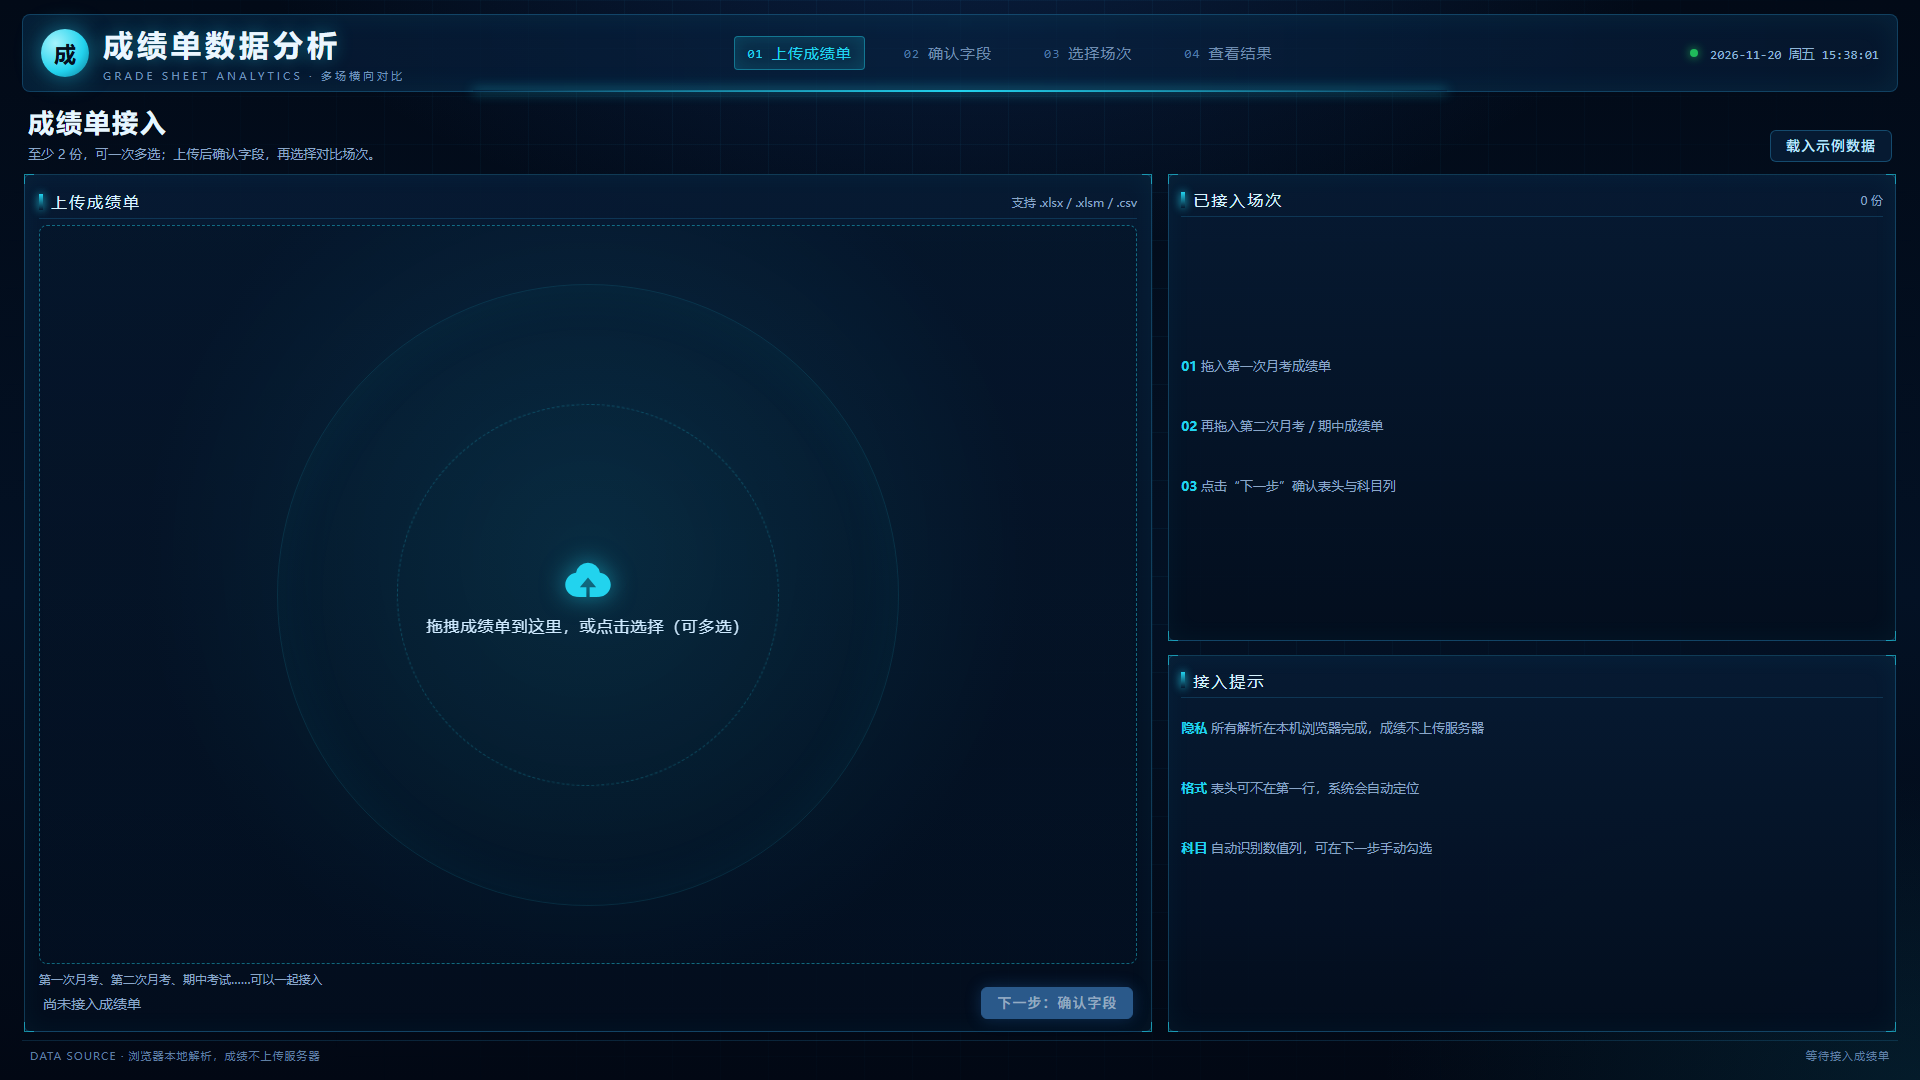 成
成绩单数据分析
GRADE SHEET ANALYTICS · 多场横向对比
01 上传成绩单
02 确认字段
03 选择场次
04 查看结果
2026-11-20 周五 15:38:01
成绩单接入
至少 2 份，可一次多选；上传后确认字段，再选择对比场次。
载入示例数据
上传成绩单
支持 .xlsx / .xlsm / .csv
拖拽成绩单到这里，或点击选择（可多选）
第一次月考、第二次月考、期中考试……可以一起接入
尚未接入成绩单
下一步：确认字段
已接入场次
0 份
01 拖入第一次月考成绩单
02 再拖入第二次月考 / 期中成绩单
03 点击“下一步”确认表头与科目列
接入提示
隐私 所有解析在本机浏览器完成，成绩不上传服务器
格式 表头可不在第一行，系统会自动定位
科目 自动识别数值列，可在下一步手动勾选
DATA SOURCE · 浏览器本地解析，成绩不上传服务器
等待接入成绩单